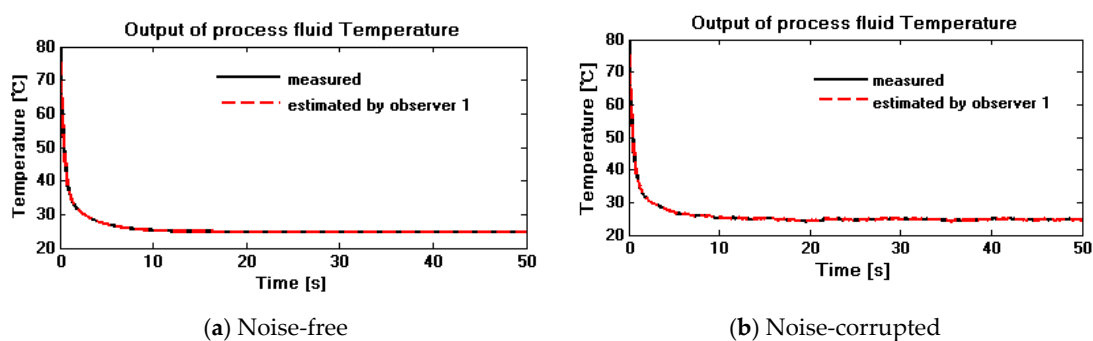 Output of process fluid Temperature
80
70
60
50
40
30
20
Temperature [℃]
measured
estimated by observer 1
0 10 20 30 40 50
Time [s]
(a) Noise-free
Output of process fluid Temperature
80
70
60
50
40
30
20
Temperature [℃]
measured
estimated by observer 1
0 10 20 30 40 50
Time [s]
(b) Noise-corrupted